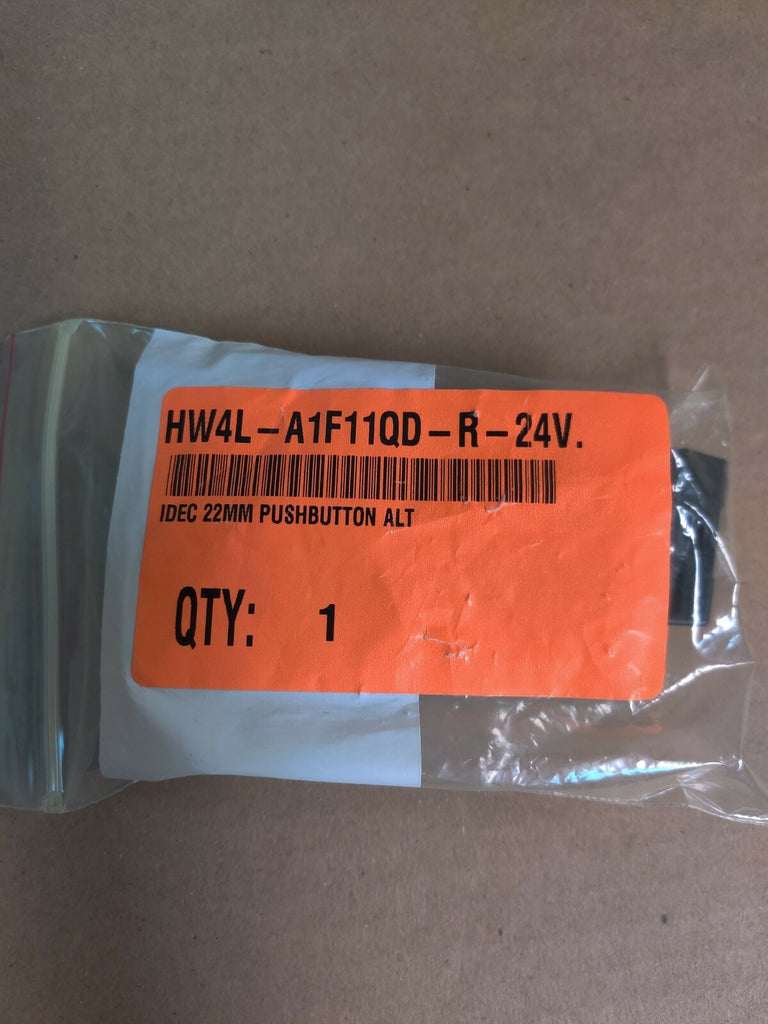 HW4L-A1F11QD-R-24V.
IDEC 22MM PUSHBUTTON ALT
QTY: 1